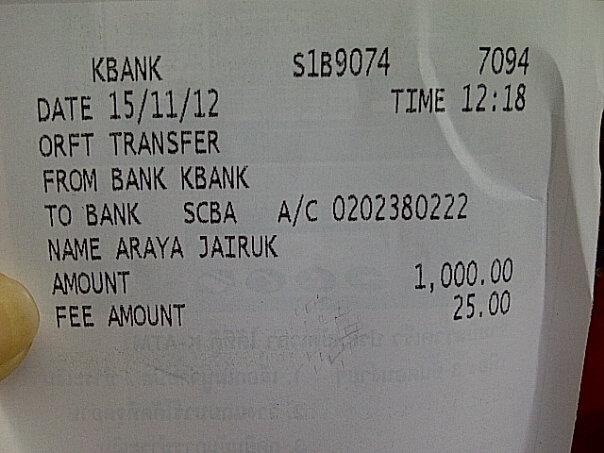 KBANK S1B9074 7094
DATE 15/11/12 TIME 12:18
ORFT TRANSFER
FROM BANK KBANK
TO BANK SCBA A/C 0202380222
NAME ARAYA JAIRUK
AMOUNT 1,000.00
FEE AMOUNT 25.00